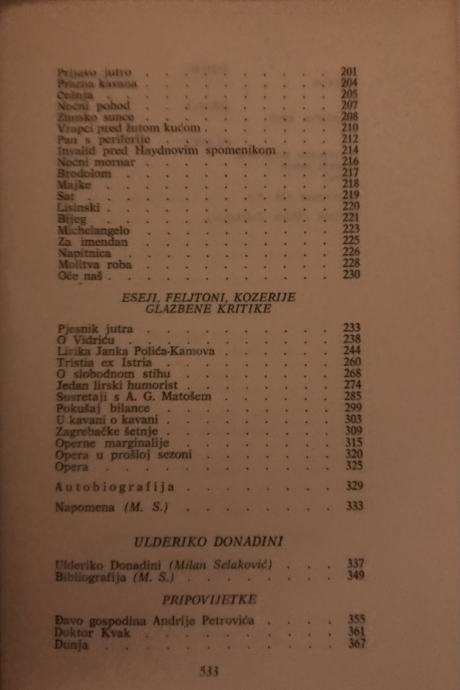 Prljavo jutro . . . . . . . . . 201
Prazna kavana . . . . . . . . . 204
Čežnja . . . . . . . . . . 205
Noćni pohod . . . . . . . . . 207
Zimsko sunce . . . . . . . . . 208
Vrapci pred žutom kućom . . . . . . . 210
Pan s periferije . . . . . . . . . 212
Invalid pred Haydnovim spomenikom . . . . 214
Noćni mornar . . . . . . . . . 216
Brodolom . . . . . . . . . . 217
Majke . . . . . . . . . . 218
Sat . . . . . . . . . . . 219
Lisinski . . . . . . . . . . 220
Bijeg . . . . . . . . . . 221
Michelangelo . . . . . . . . . 223
Za imendan . . . . . . . . . 225
Napitnica . . . . . . . . . . 226
Molitva roba . . . . . . . . . 228
Oče naš . . . . . . . . . . 230
ESEJI, FELJTONI, KOZERIJE
GLAZBENE KRITIKE
Pjesnik jutra . . . . . . . . . 233
O Vidriću . . . . . . . . . . 238
Lirika Janka Polića-Kamova . . . . . . 244
Tristia ex Istria . . . . . . . . 260
O slobodnom stihu . . . . . . . . 268
Jedan lirski humorist . . . . . . . 274
Susretaji s A. G. Matošem . . . . . . 285
Pokušaj bilance . . . . . . . . 299
U kavani o kavani . . . . . . . . 303
Zagrebačke šetnje . . . . . . . . 309
Operne marginalije . . . . . . . . 315
Opera u prošloj sezoni . . . . . . . 320
Opera . . . . . . . . . . 325
Autobiografija . . . . . . . . 329
Napomena (M. S.) . . . . . . . . 333
ULDERIKO DONADINI
Ulderiko Donadini (Milan Selaković) . . . 337
Bibliografija (M. S.) . . . . . . . . 349
PRIPOVIJETKE
Đavo gospodina Andrije Petrovića . . . . 355
Doktor Kvak . . . . . . . . . 361
Dunja . . . . . . . . . . 367
533